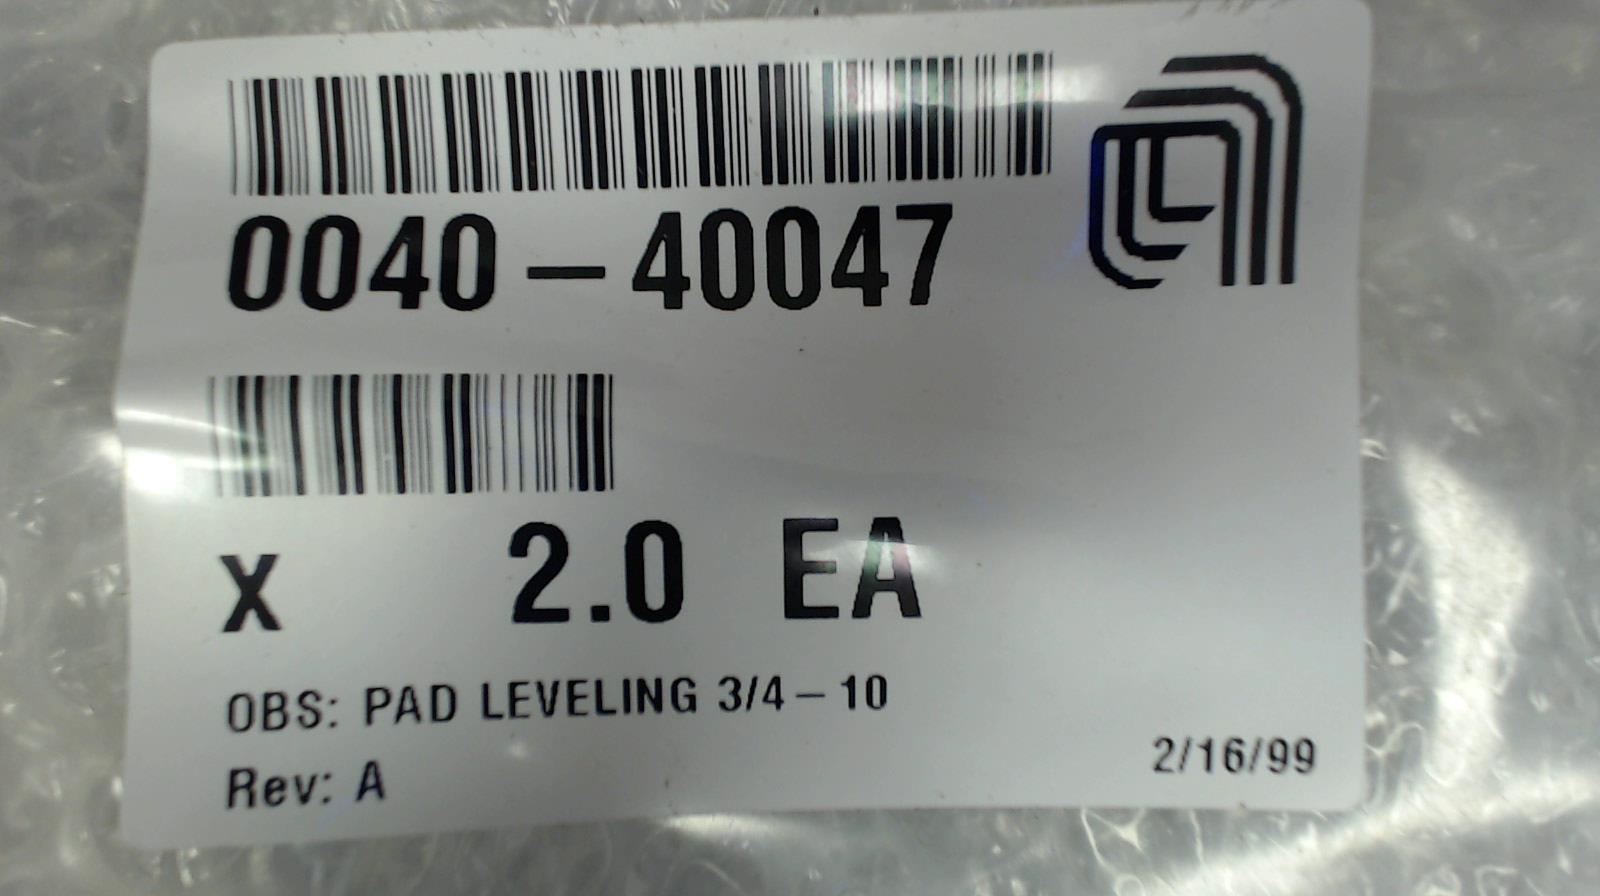 0040-40047
X 2.0 EA
OBS: PAD LEVELING 3/4-10
Rev: A
2/16/99